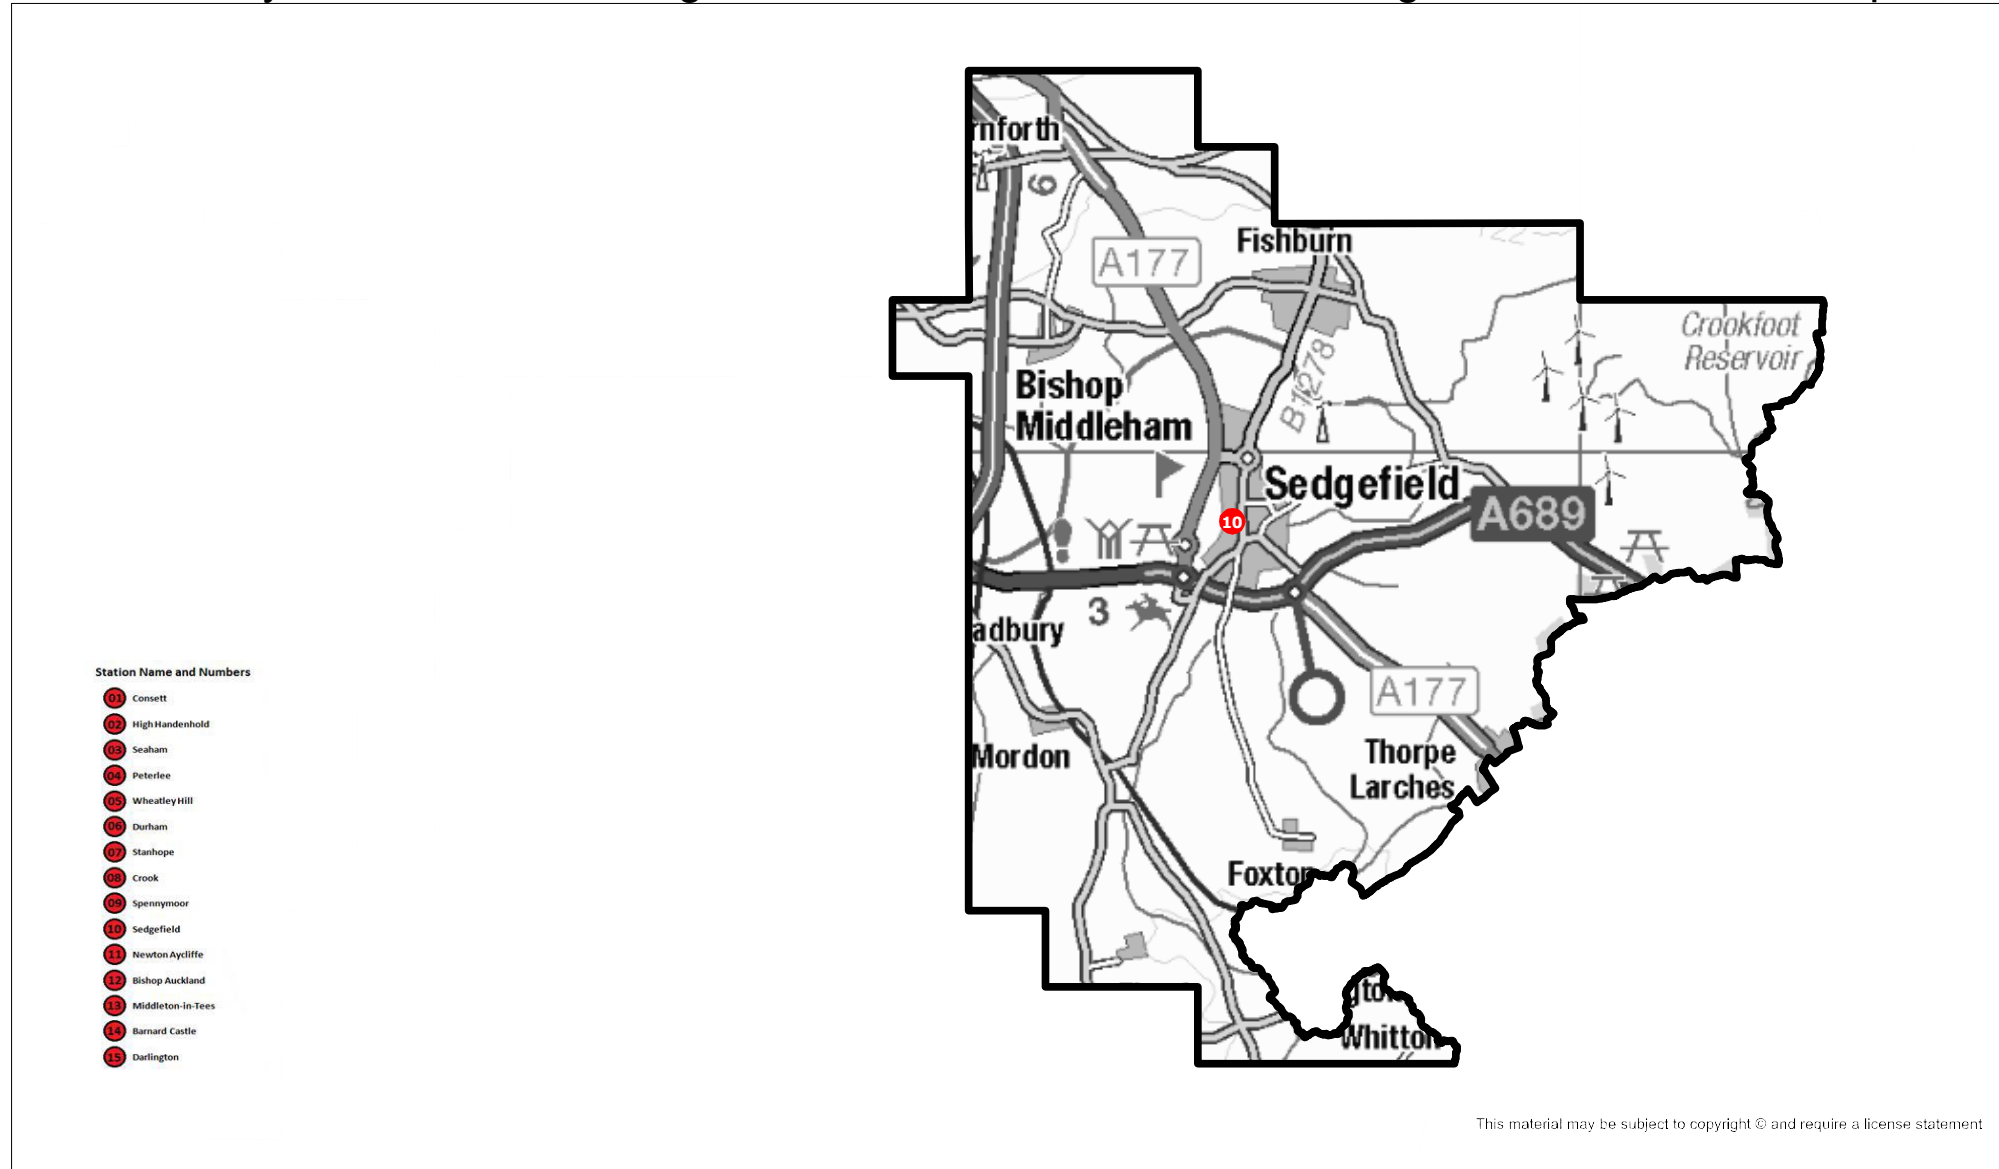 rnforth
6
Fishburn
A177
Crookfoot
Reservoir
B1278
Bishop
Middleham
Sedgefield
A689
10
3
adbury
A177
Mordon
Thorpe
Larches
Foxton
gton
Whitton
Station Name and Numbers
01 Consett
02 High Handenhold
03 Seaham
04 Peterlee
05 Wheatley Hill
06 Durham
07 Stanhope
08 Crook
09 Spennymoor
10 Sedgefield
11 Newton Aycliffe
12 Bishop Auckland
13 Middleton-in-Tees
14 Barnard Castle
15 Darlington
This material may be subject to copyright © and require a license statement